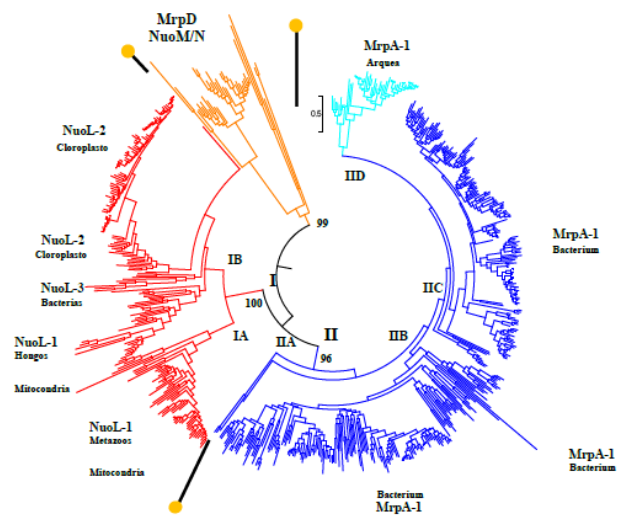 MrpD
NuoM/N
MrpA-1
Arquea
0.5
NuoL-2
Cloroplasto
IID
99
NuoL-2
Cloroplasto
MrpA-1
Bacterium
IB
I
NuoL-3
Bacterias
IIC
100
NuoL-1
Hongos
IA
IIA
II
IIB
96
Mitocondria
NuoL-1
Metazoos
MrpA-1
Bacterium
Mitocondria
Bacterium
MrpA-1